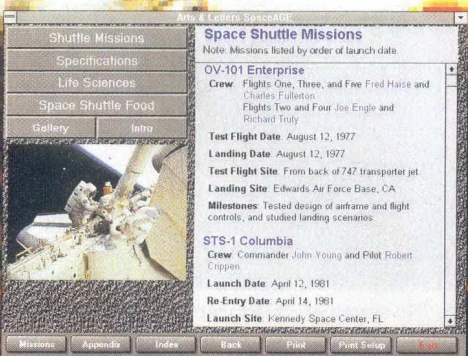 Arts & Letters SpaceAGE
Shuttle Missions
Specifications
Life Sciences
Space Shuttle Food
Gallery
Intro
Space Shuttle Missions
Note: Missions listed by order of launch date.
OV-101 Enterprise
Crew: Flights One, Three, and Five Fred Haise and
Charles Fullerton
Flights Two and Four Joe Engle and
Richard Truly
Test Flight Date: August 12, 1977
Landing Date: August 12, 1977
Test Flight Site: From back of 747 transporter jet.
Landing Site: Edwards Air Force Base, CA
Milestones: Tested design of airframe and flight
controls, and studied landing scenarios.
STS-1 Columbia
Crew: Commander John Young and Pilot Robert
Crippen
Launch Date: April 12, 1981
Re-Entry Date: April 14, 1981
Launch Site: Kennedy Space Center, FL
Missions
Appendix
Index
Back
Print
Print Setup
Exit